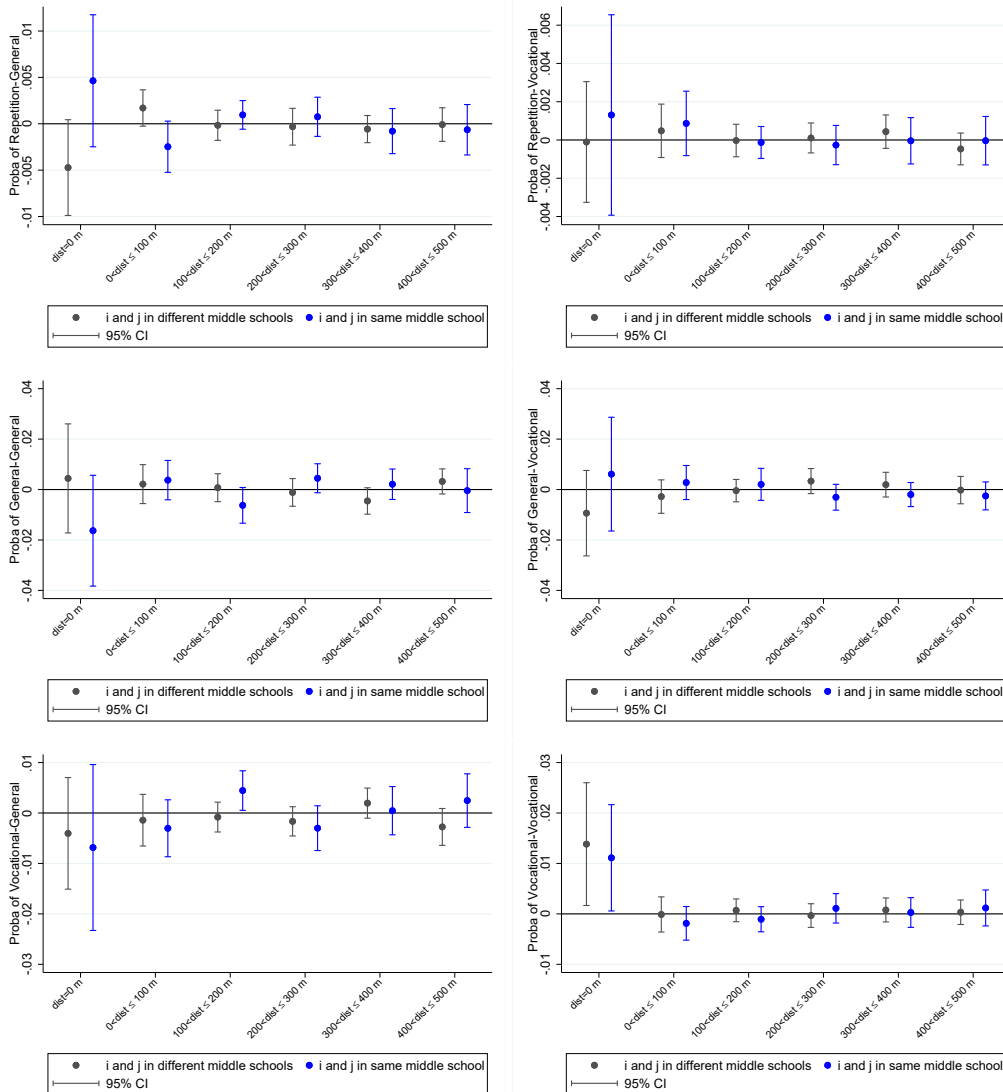 Proba of Repetition-General
.01
.005
0
-.005
-.01
dist=0 m
0<dist ≤ 100 m
100<dist ≤ 200 m
200<dist ≤ 300 m
300<dist ≤ 400 m
400<dist ≤ 500 m
i and j in different middle schools
i and j in same middle school
95% CI
Proba of Repetition-Vocational
.006
.004
.002
0
-.002
-.004
dist=0 m
0<dist ≤ 100 m
100<dist ≤ 200 m
200<dist ≤ 300 m
300<dist ≤ 400 m
400<dist ≤ 500 m
i and j in different middle schools
i and j in same middle school
95% CI
Proba of General-General
.04
.02
0
-.02
-.04
dist=0 m
0<dist ≤ 100 m
100<dist ≤ 200 m
200<dist ≤ 300 m
300<dist ≤ 400 m
400<dist ≤ 500 m
i and j in different middle schools
i and j in same middle school
95% CI
Proba of General-Vocational
.04
.02
0
-.02
-.04
dist=0 m
0<dist ≤ 100 m
100<dist ≤ 200 m
200<dist ≤ 300 m
300<dist ≤ 400 m
400<dist ≤ 500 m
i and j in different middle schools
i and j in same middle school
95% CI
Proba of Vocational-General
.01
0
-.01
-.02
-.03
dist=0 m
0<dist ≤ 100 m
100<dist ≤ 200 m
200<dist ≤ 300 m
300<dist ≤ 400 m
400<dist ≤ 500 m
i and j in different middle schools
i and j in same middle school
95% CI
Proba of Vocational-Vocational
.03
.02
.01
0
-.01
dist=0 m
0<dist ≤ 100 m
100<dist ≤ 200 m
200<dist ≤ 300 m
300<dist ≤ 400 m
400<dist ≤ 500 m
i and j in different middle schools
i and j in same middle school
95% CI